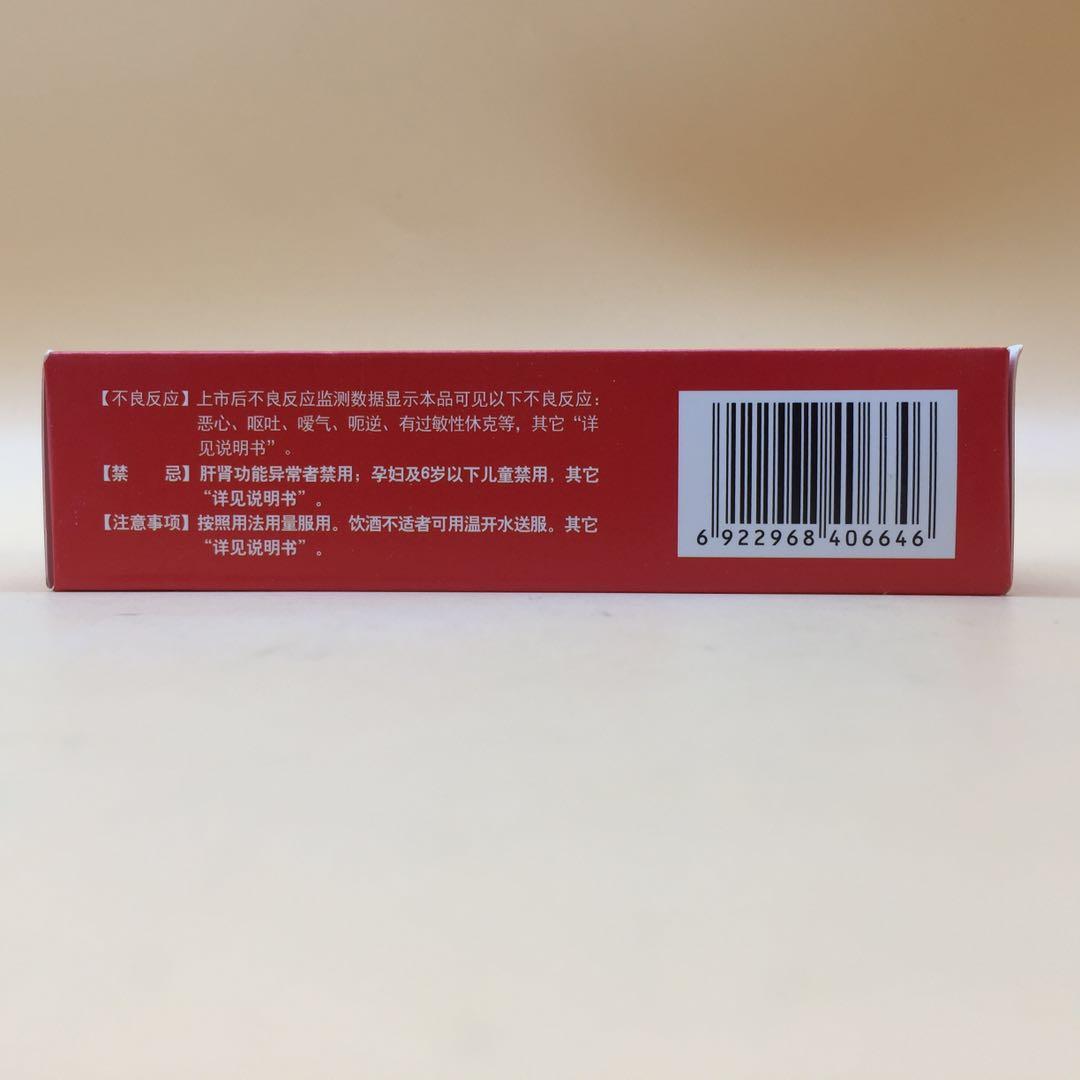 【不良反应】上市后不良反应监测数据显示本品可见以下不良反应：
恶心、呕吐、嗳气、呃逆、有过敏性休克等，其它“详
见说明书”。
【禁 忌】肝肾功能异常者禁用；孕妇及6岁以下儿童禁用，其它
“详见说明书”。
【注意事项】按照用法用量服用。饮酒不适者可用温开水送服。其它
“详见说明书”。
6 922968 406646